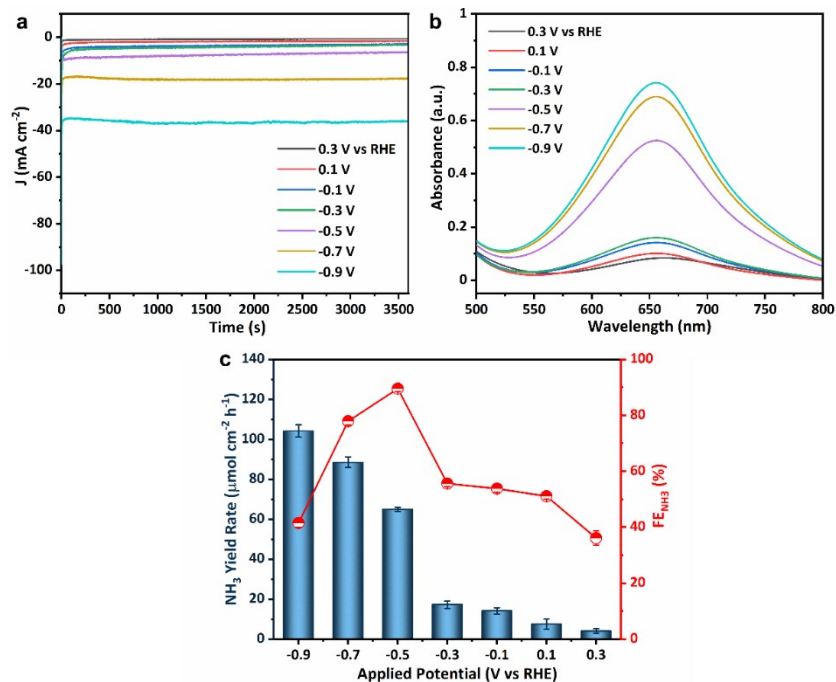 a
J (mA cm⁻²)
0
-20
-40
-60
-80
-100
0.3 V vs RHE
0.1 V
-0.1 V
-0.3 V
-0.5 V
-0.7 V
-0.9 V
0 500 1000 1500 2000 2500 3000 3500
Time (s)
b
Absorbance (a.u.)
1
0.8
0.6
0.4
0.2
0
0.3 V vs RHE
0.1 V
-0.1 V
-0.3 V
-0.5 V
-0.7 V
-0.9 V
500 550 600 650 700 750 800
Wavelength (nm)
c
NH₃ Yield Rate (μmol cm⁻² h⁻¹)
140
120
100
80
60
40
20
0
100
80
60
40
20
0
FE_NH₃ (%)
-0.9 -0.7 -0.5 -0.3 -0.1 0.1 0.3
Applied Potential (V vs RHE)